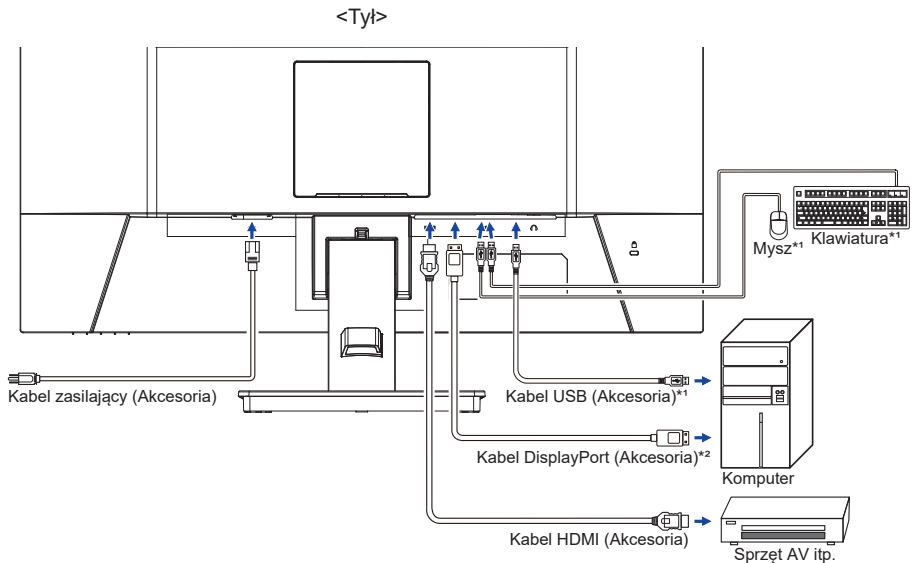 <Tył>
Mysz*¹
Klawiatura*¹
Kabel zasilający (Akcesoria)
Kabel USB (Akcesoria)*¹
Kabel DisplayPort (Akcesoria)*²
Komputer
Kabel HDMI (Akcesoria)
Sprzęt AV itp.